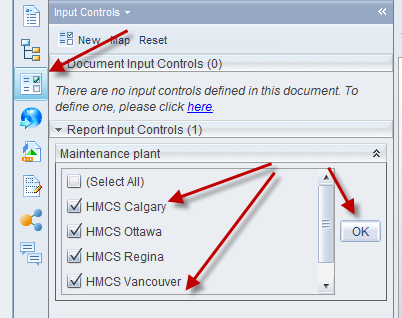 Input Controls
New Map Reset
Document Input Controls (0)
There are no input controls defined in this document. To
define one, please click here.
Report Input Controls (1)
Maintenance plant
(Select All)
HMCS Calgary
HMCS Ottawa
OK
HMCS Regina
HMCS Vancouver